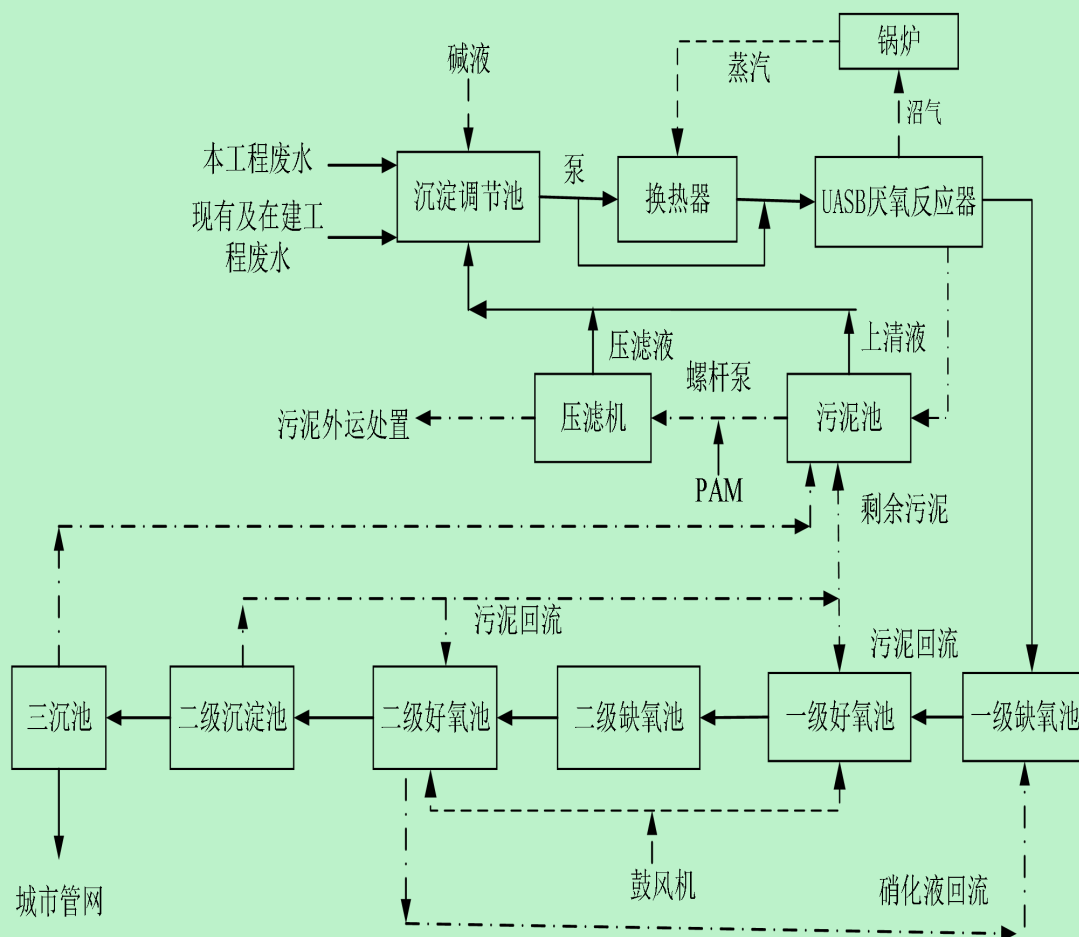 锅炉
碱液
蒸汽
沼气
本工程废水
泵
沉淀调节池
换热器
UASB厌氧反应器
现有及在建工
程废水
压滤液
上清液
螺杆泵
污泥外运处置
压滤机
污泥池
PAM
剩余污泥
污泥回流
污泥回流
三沉池
二级沉淀池
二级好氧池
二级缺氧池
一级好氧池
一级缺氧池
鼓风机
硝化液回流
城市管网